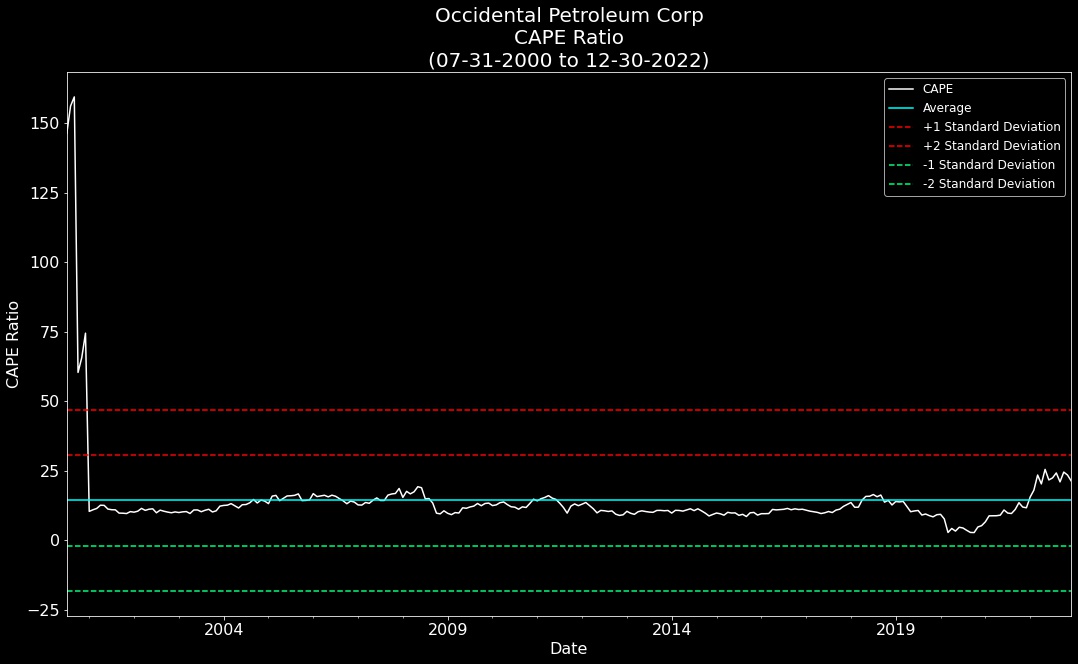 Occidental Petroleum Corp
CAPE Ratio
(07-31-2000 to 12-30-2022)
CAPE
Average
+1 Standard Deviation
+2 Standard Deviation
-1 Standard Deviation
-2 Standard Deviation
CAPE Ratio
150
125
100
75
50
25
0
−25
2004
2009
2014
2019
Date